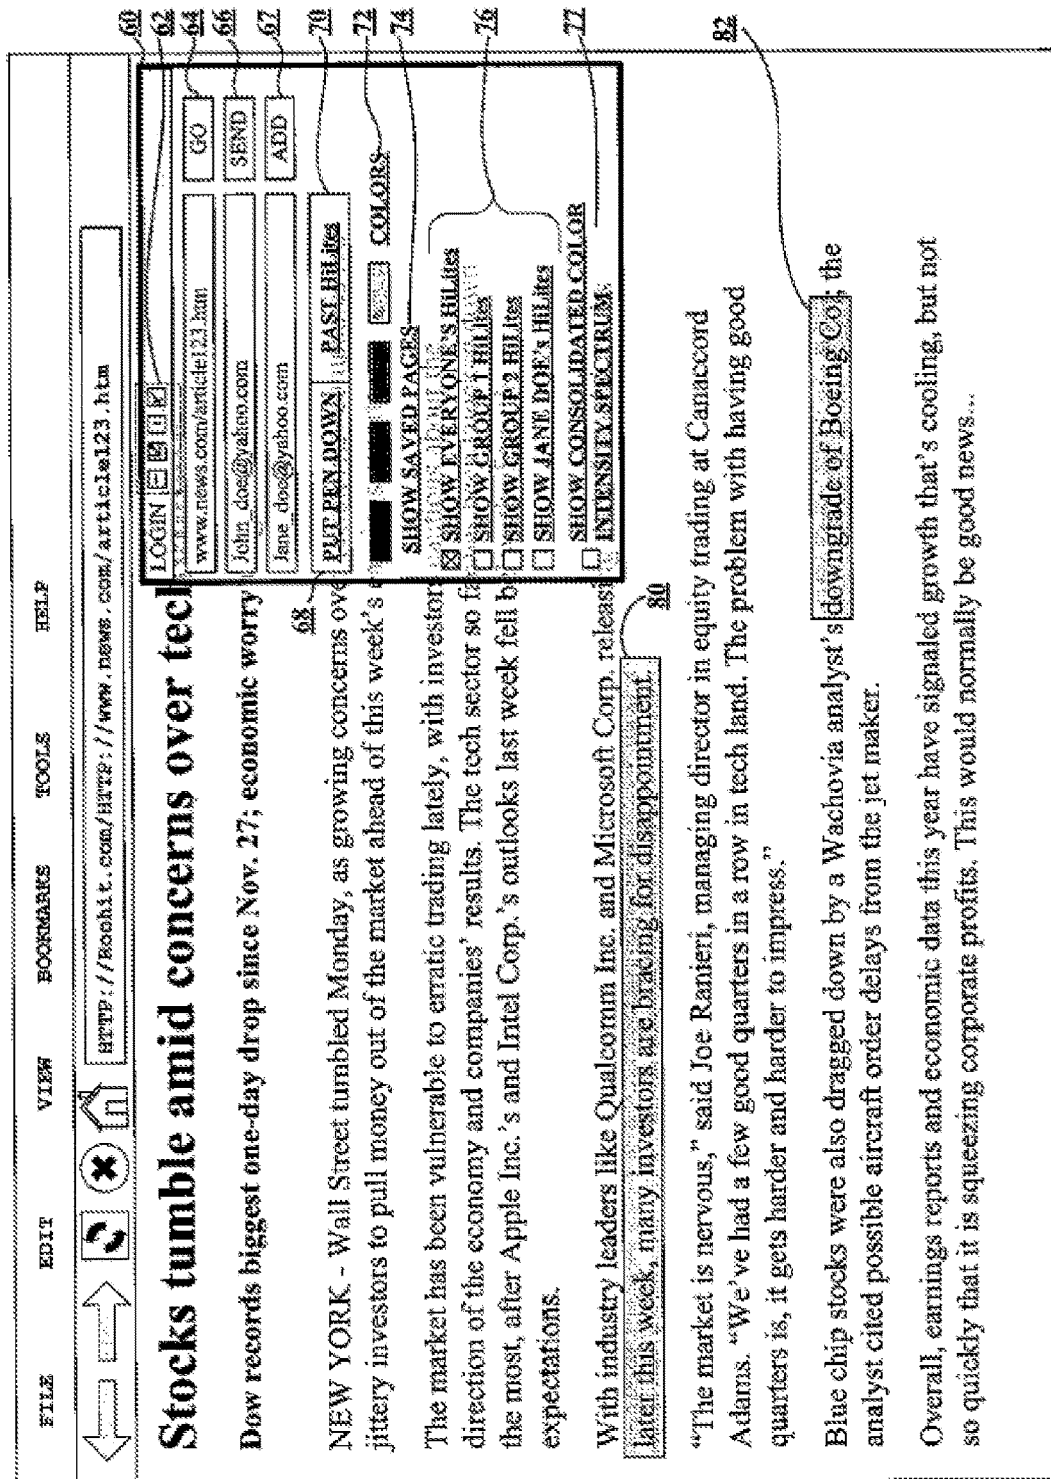 FILE EDIT VIEW BOOKMARKS TOOLS HELP
HTTP://Roohit.com/HTTP://www.news.com/article123.htm
Stocks tumble amid concerns over tech
Dow records biggest one-day drop since Nov. 27; economic worry
NEW YORK - Wall Street tumbled Monday, as growing concerns ove
jittery investors to pull money out of the market ahead of this week's
The market has been vulnerable to erratic trading lately, with investors
direction of the economy and companies' results. The tech sector so fa
the most, after Apple Inc.'s and Intel Corp.'s outlooks last week fell be
expectations.
With industry leaders like Qualcomm Inc. and Microsoft Corp. releasi
later this week, many investors are bracing for disappointment.
"The market is nervous," said Joe Ranieri, managing director in equity trading at Canaccord
Adams. "We've had a few good quarters in a row in tech land. The problem with having good
quarters is, it gets harder and harder to impress."
Blue chip stocks were also dragged down by a Wachovia analyst's downgrade of Boeing Co.; the
analyst cited possible aircraft order delays from the jet maker.
Overall, earnings reports and economic data this year have signaled growth that's cooling, but not
so quickly that it is squeezing corporate profits. This would normally be good news...
LOGIN
www.news.com/article123.htm GO
john_doe@yahoo.com SEND
Jane_doe@yahoo.com ADD
PUT PEN DOWN PAST HiLites
COLORS
SHOW SAVED PAGES
SHOW EVERYONE'S HiLites
SHOW GROUP 1 HiLites
SHOW GROUP 2 HiLites
SHOW JANE DOE's HiLites
SHOW CONSOLIDATED COLOR
INTENSITY SPECTRUM
60
62
64
66
67
68
70
72
74
76
77
80
82